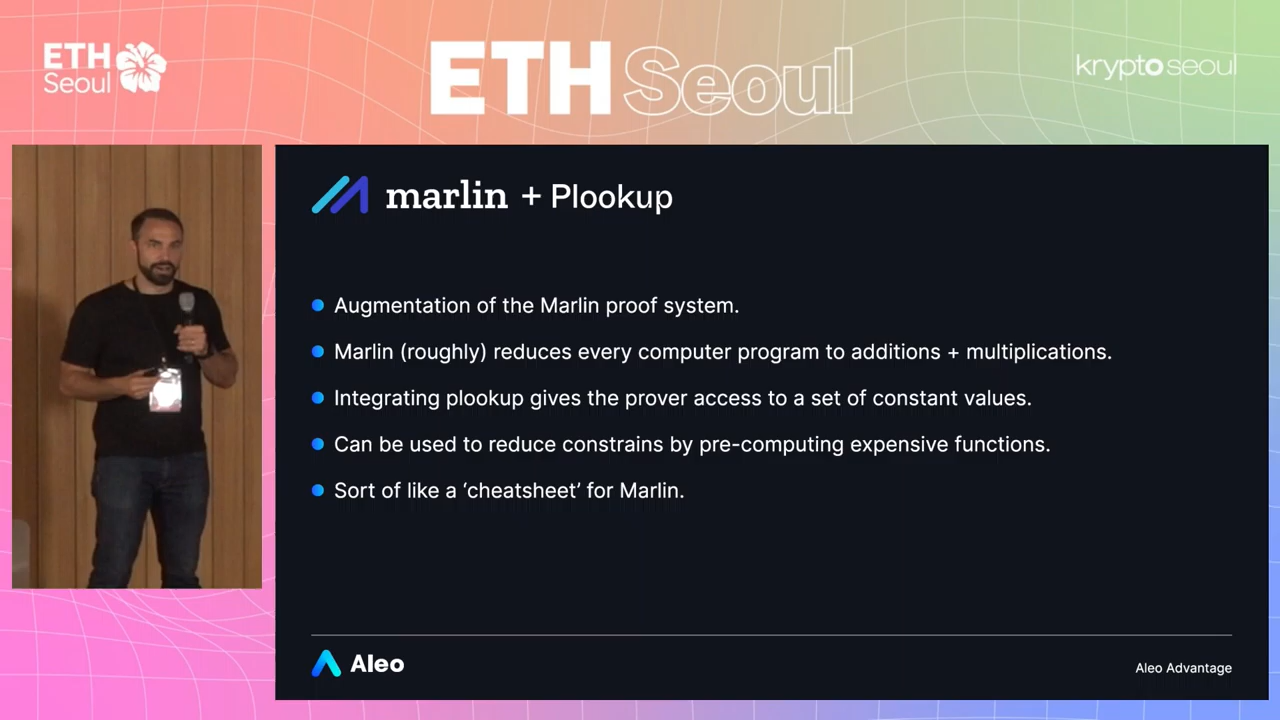 ETH
Seoul
ETH Seoul
kryptoseoul
marlin + Plookup
Augmentation of the Marlin proof system.
Marlin (roughly) reduces every computer program to additions + multiplications.
Integrating plookup gives the prover access to a set of constant values.
Can be used to reduce constrains by pre-computing expensive functions.
Sort of like a ‘cheatsheet’ for Marlin.
Aleo
Aleo Advantage